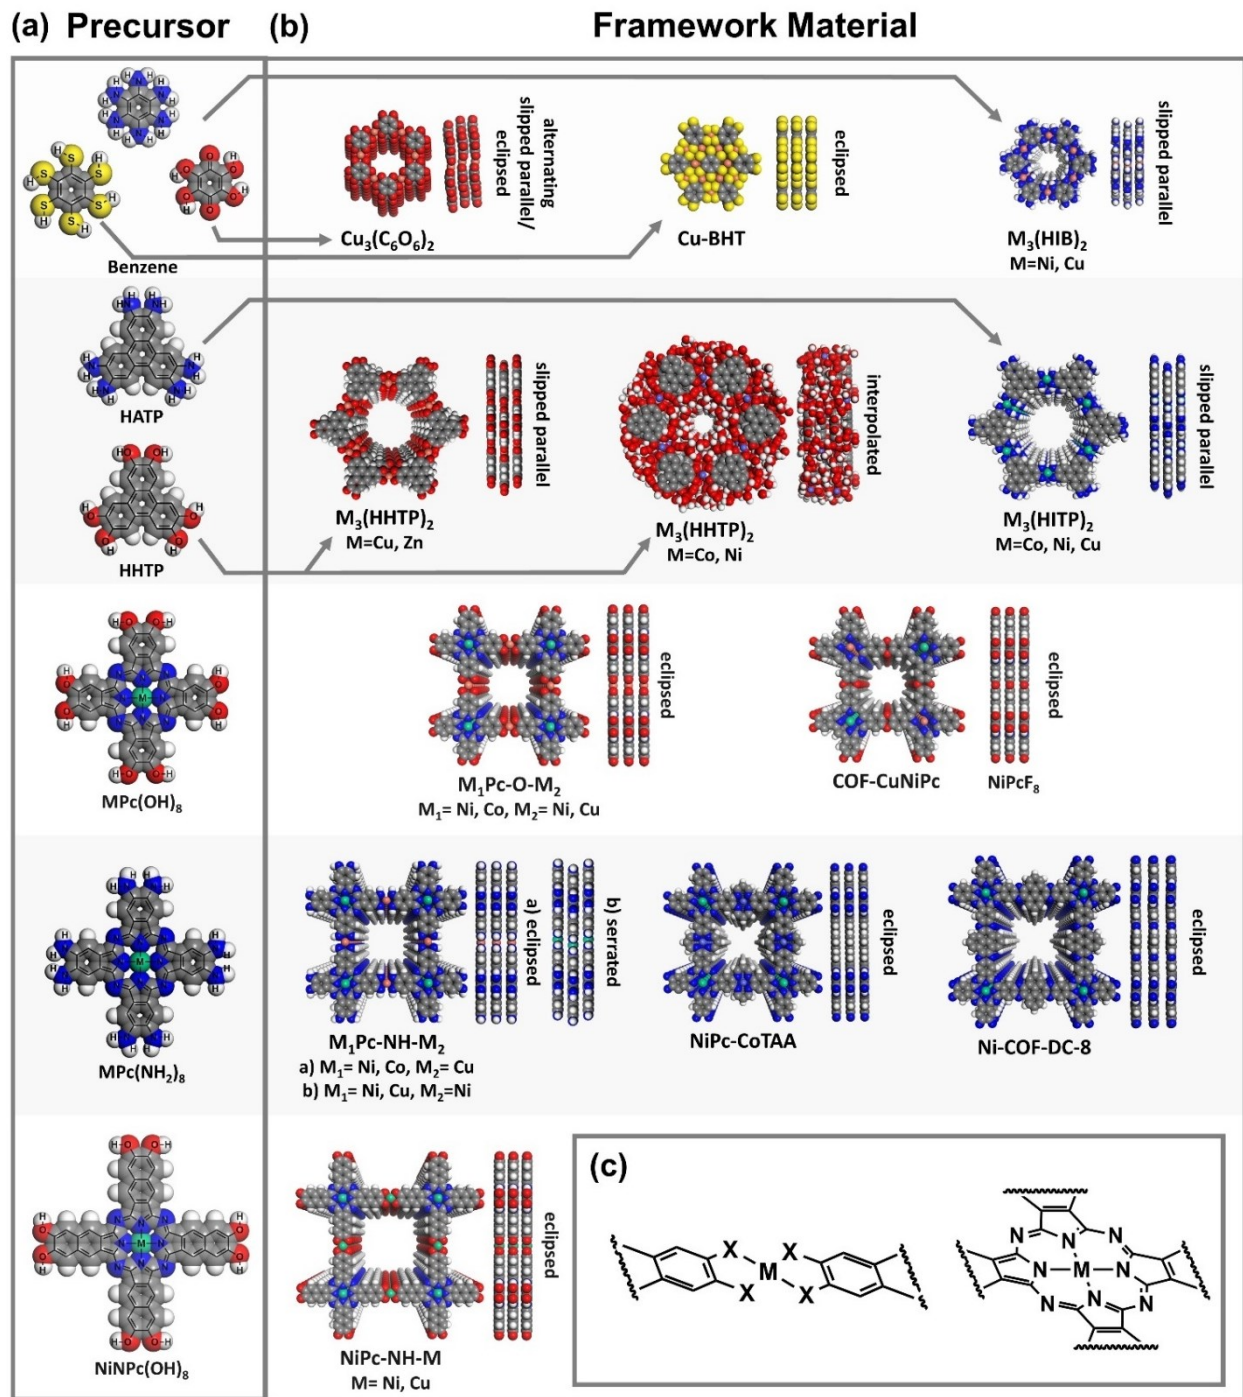 (a) Precursor
(b) Framework Material
Benzene
Cu₃(C₆O₆)₂
alternating
slipped parallel/
eclipsed
Cu-BHT
eclipsed
M₃(HIB)₂
M=Ni, Cu
slipped parallel
HATP
HHTP
M₃(HHTP)₂
M=Cu, Zn
slipped parallel
M₃(HHTP)₂
M=Co, Ni
interpolated
M₃(HITP)₂
M=Co, Ni, Cu
slipped parallel
MPc(OH)₈
M₁Pc-O-M₂
M₁= Ni, Co, M₂= Ni, Cu
eclipsed
COF-CuNiPc
NiPcF₈
eclipsed
MPc(NH₂)₈
M₁Pc-NH-M₂
a) M₁= Ni, Co, M₂= Cu
b) M₁= Ni, Cu, M₂=Ni
a) eclipsed
b) serrated
NiPc-CoTAA
eclipsed
Ni-COF-DC-8
eclipsed
NiNPc(OH)₈
NiPc-NH-M
M= Ni, Cu
eclipsed
(c)
X X
M
X X
N N N
N M N
N N N